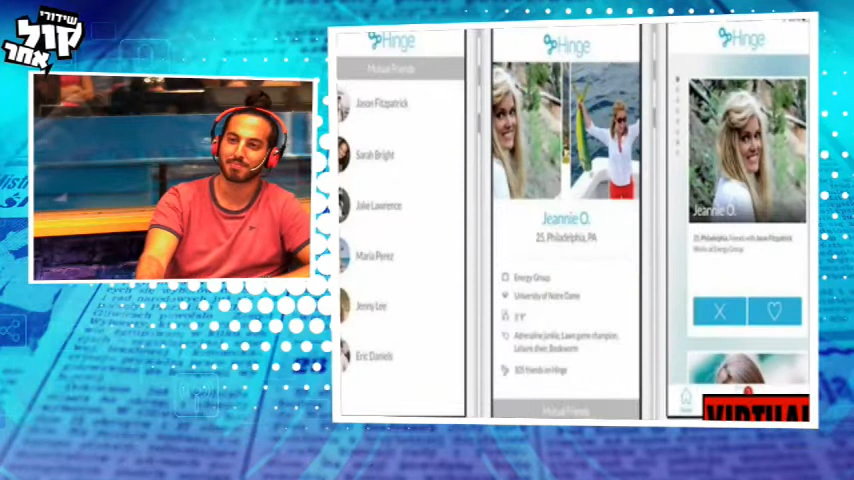 שידורי
קול
אחר
Hinge
Mutual Friends
Jason Fitzpatrick
Sarah Bright
Jake Lawrence
Maria Perez
Jenny Lee
Eric Daniels
Hinge
Jeannie O.
25, Philadelphia, PA
Energy Group
University of Notre Dame
Adrenaline junkie, Lawn game champion,
Leisure diver, Bookworm
105 friends on Hinge
Mutual Friends
Hinge
Jeannie O.
25, Philadelphia, Friends with Jason Fitzpatrick
Works at Energy Group
VIRTUAL